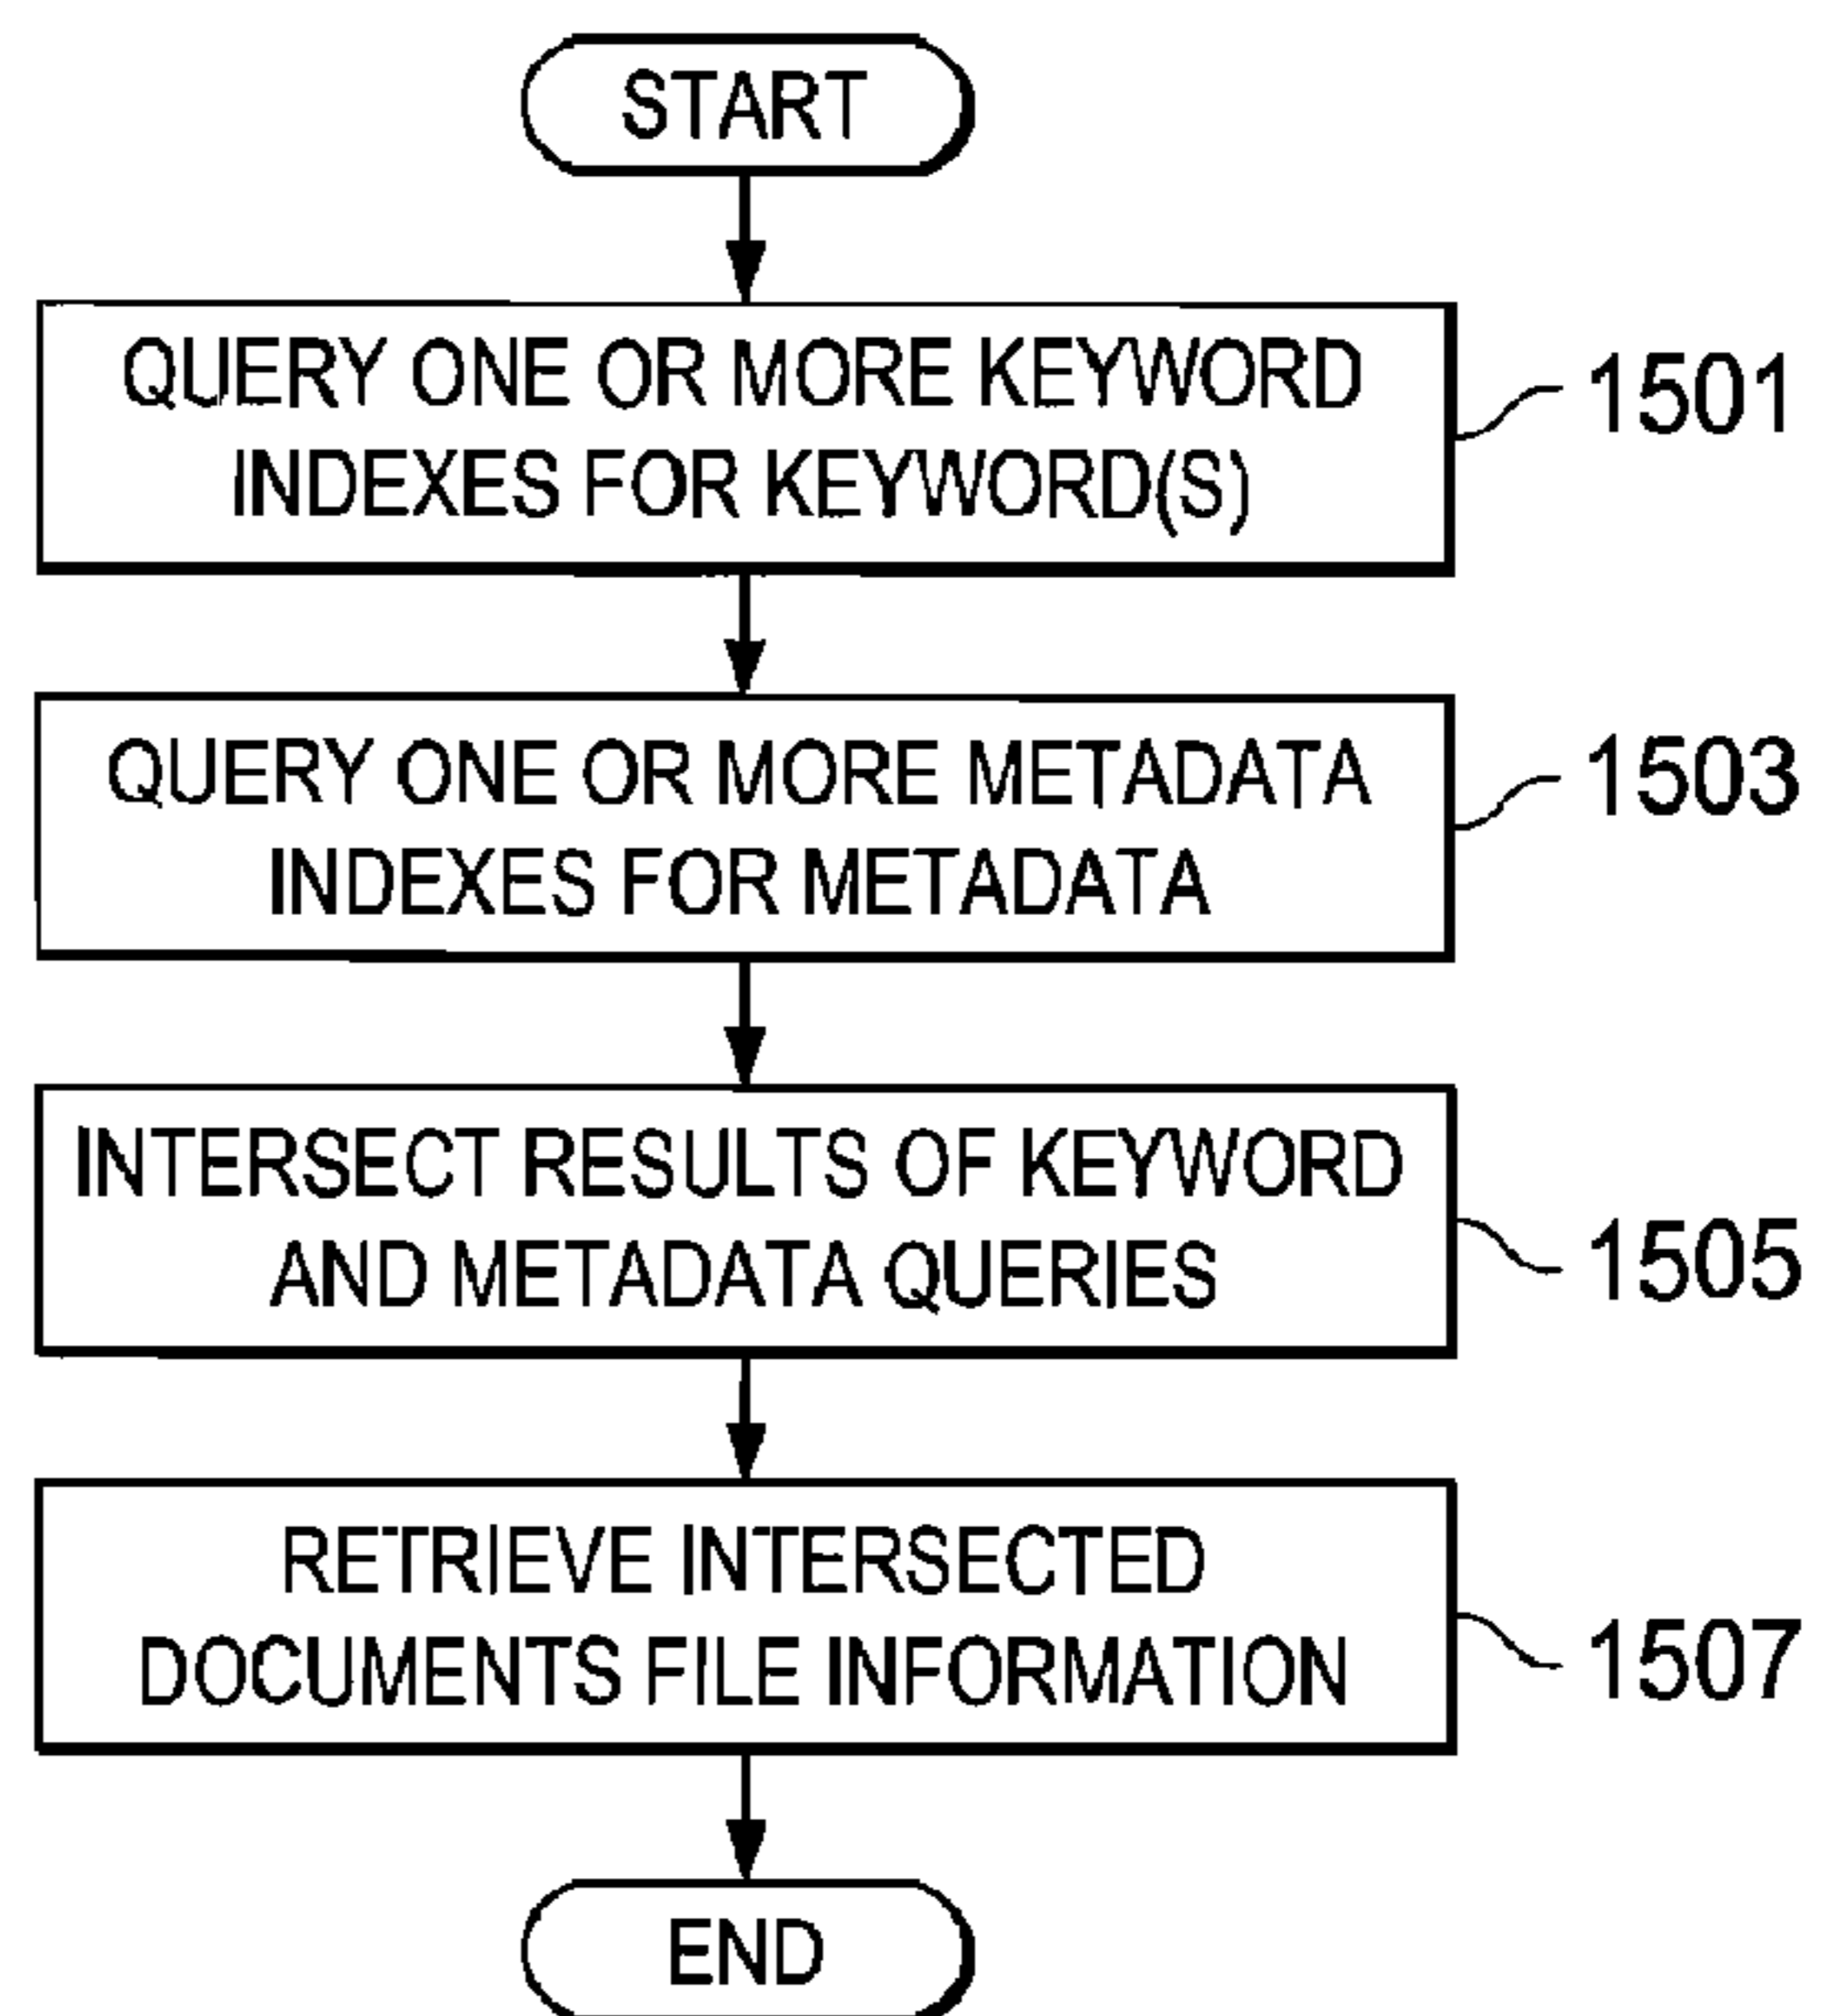 START
QUERY ONE OR MORE KEYWORD
INDEXES FOR KEYWORD(S)
1501
QUERY ONE OR MORE METADATA
INDEXES FOR METADATA
1503
INTERSECT RESULTS OF KEYWORD
AND METADATA QUERIES
1505
RETRIEVE INTERSECTED
DOCUMENTS FILE INFORMATION
1507
END